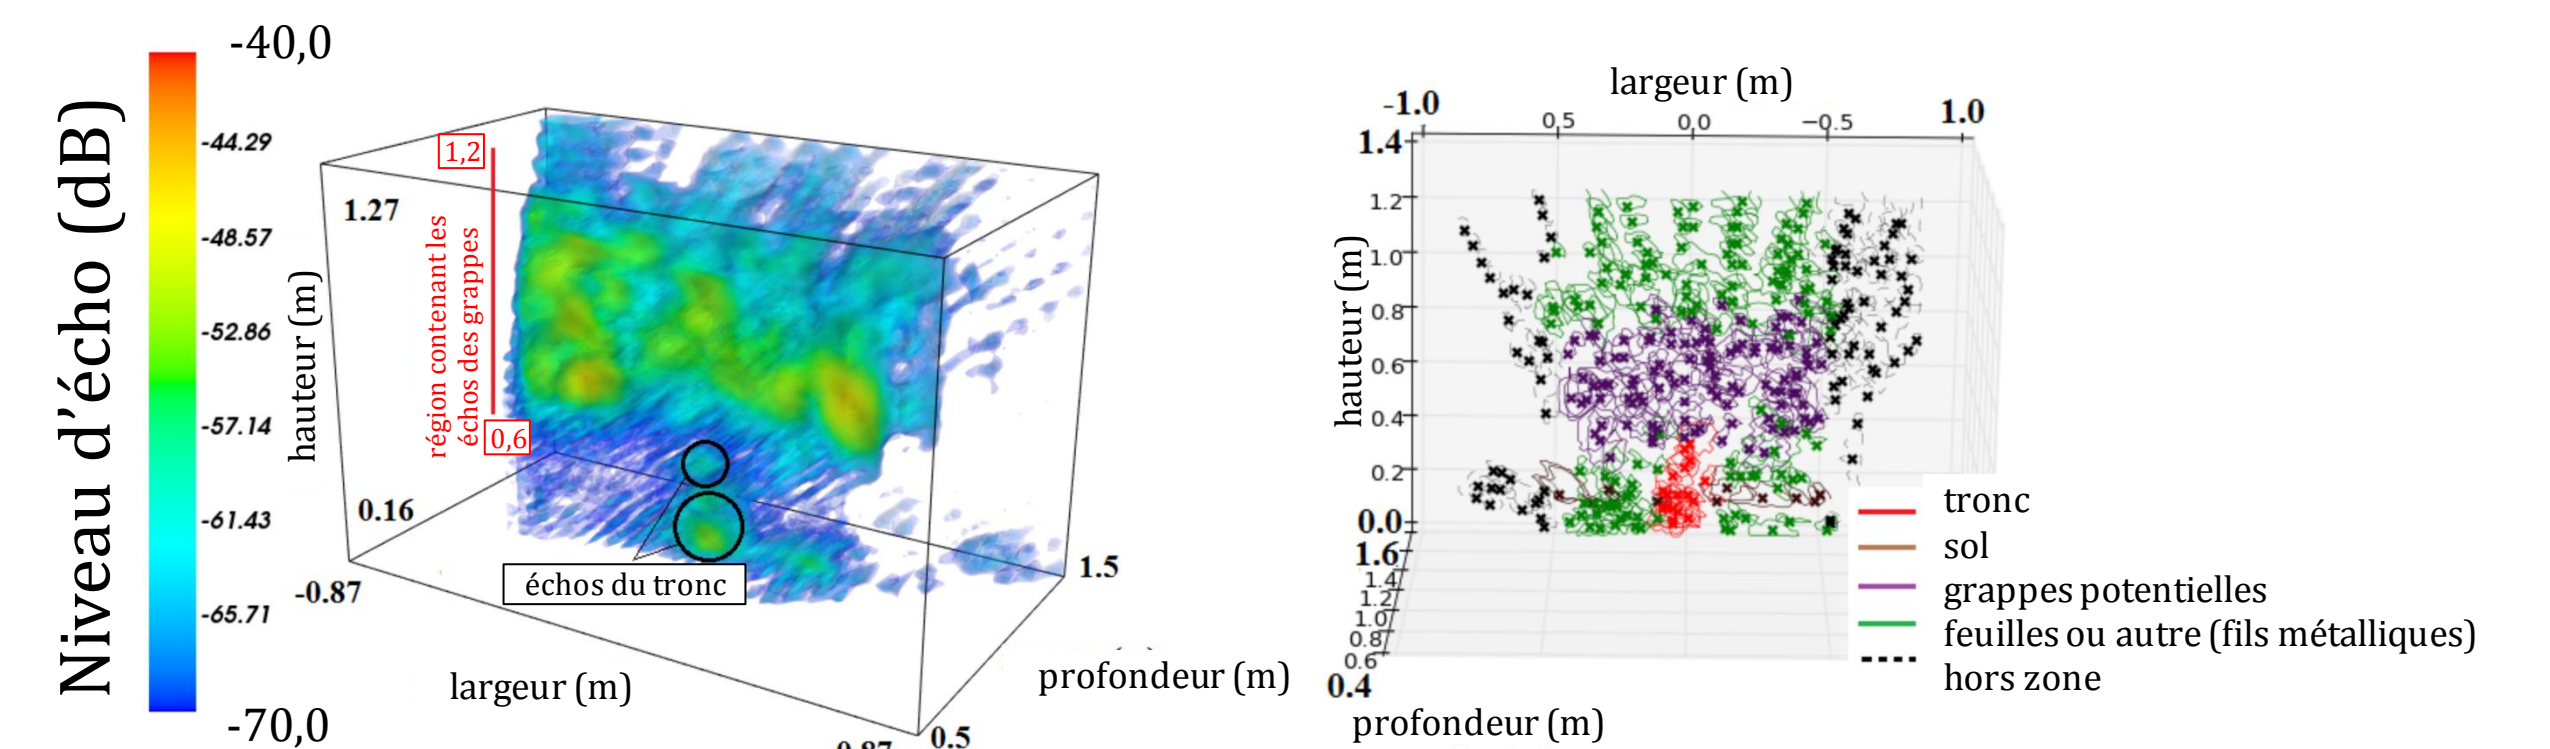 Niveau d'écho (dB)
-40,0
-44.29
-48.57
-52.86
-57.14
-61.43
-65.71
-70,0
hauteur (m)
1.27
0.16
-0.87
largeur (m)
0.87
0.5
1.5
profondeur (m)
région contenant les
échos des grappes
1,2
0,6
échos du tronc
largeur (m)
-1.0
0.5
0.0
−0.5
1.0
hauteur (m)
1.4
1.2
1.0
0.8
0.6
0.4
0.2
0.0
1.6
1.4
1.2
1.0
0.8
0.6
0.4
profondeur (m)
tronc
sol
grappes potentielles
feuilles ou autre (fils métalliques)
hors zone